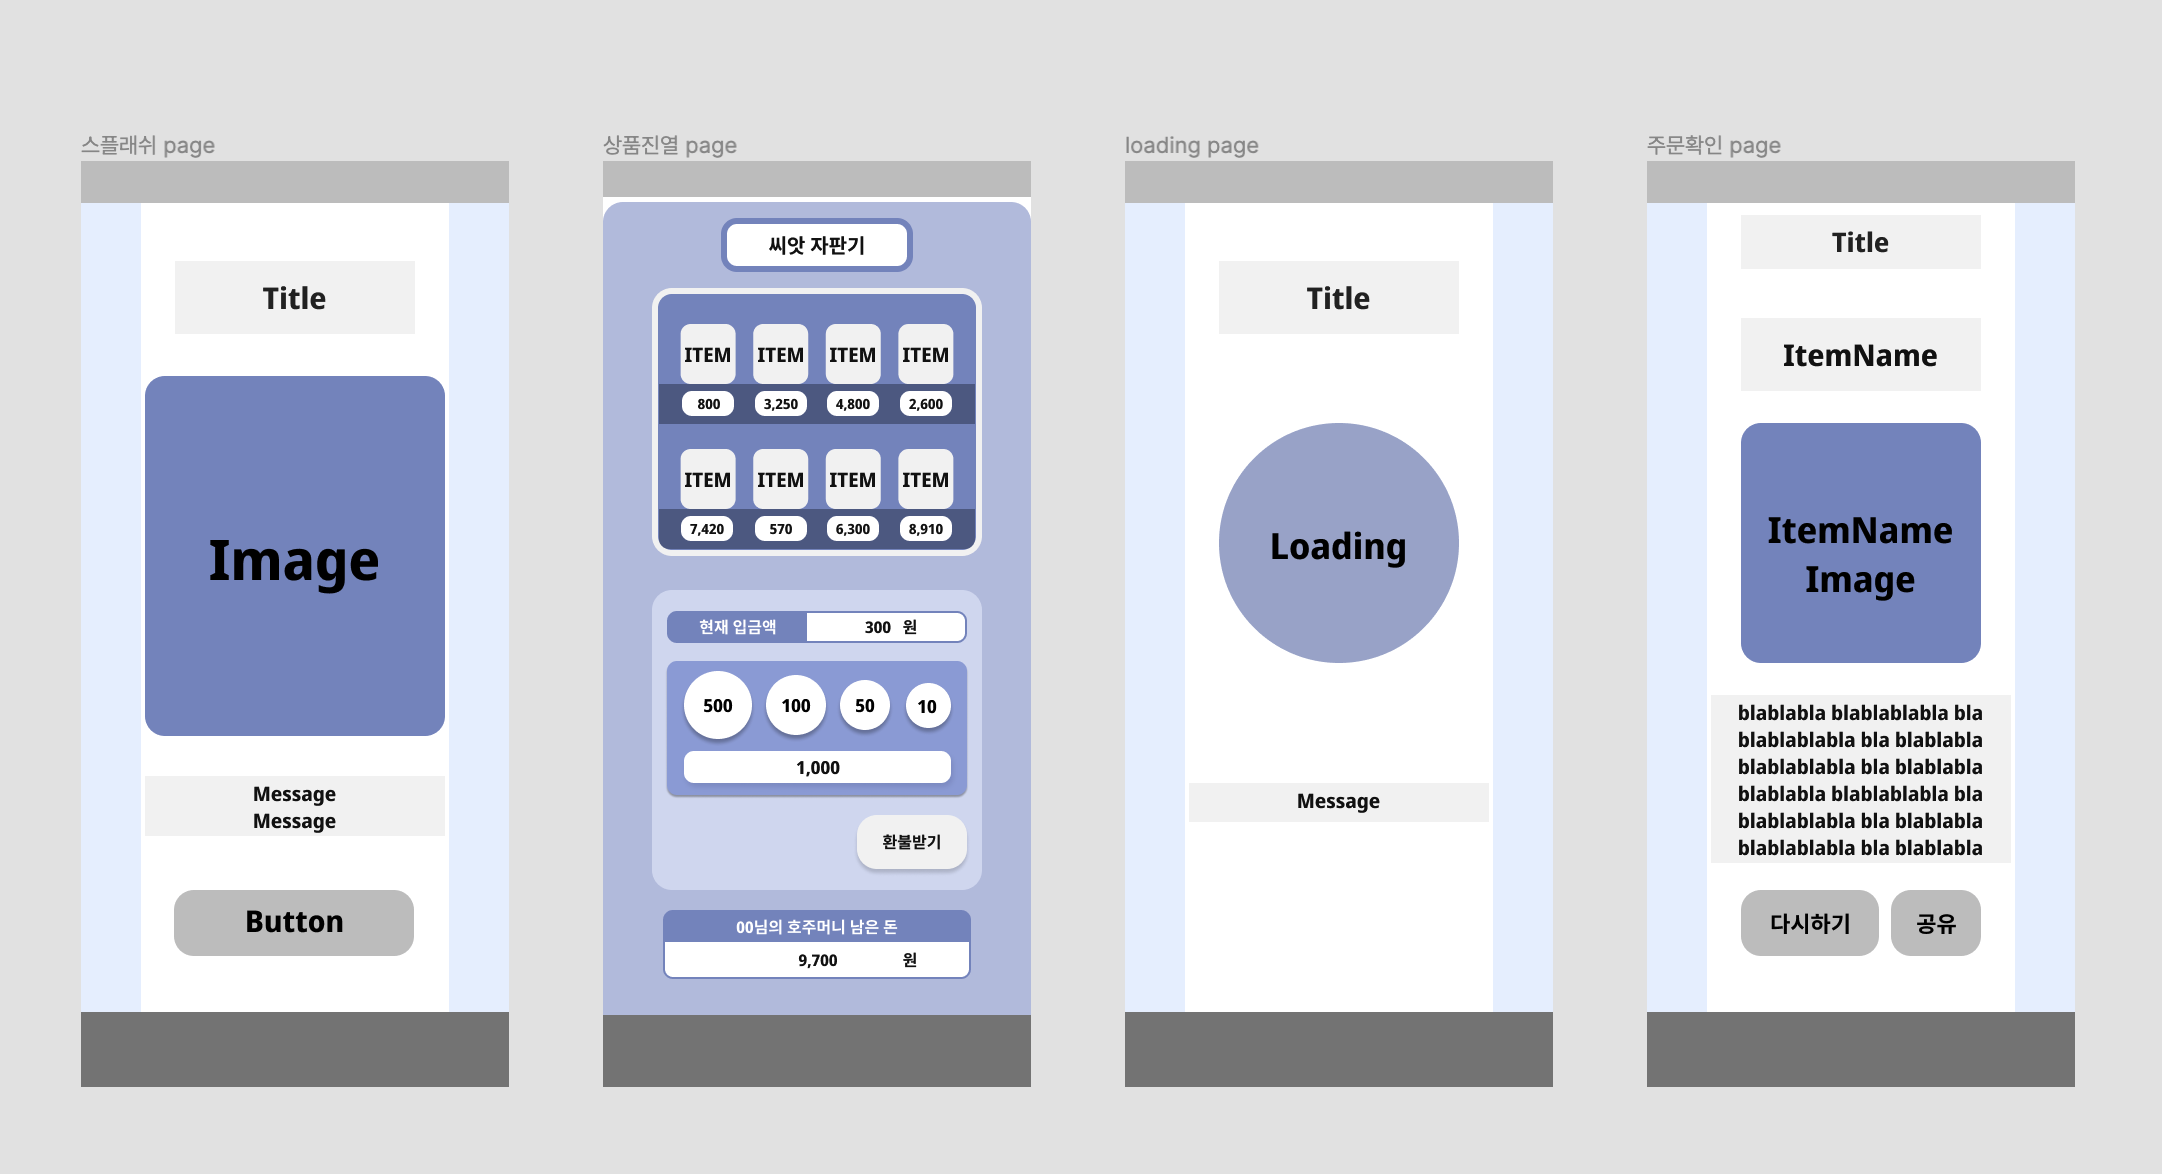 스플래쉬 page
Title
Image
Message
Message
Button
상품진열 page
씨앗 자판기
ITEM ITEM ITEM ITEM
800 3,250 4,800 2,600
ITEM ITEM ITEM ITEM
7,420 570 6,300 8,910
현재 입금액 300 원
500 100 50 10
1,000
환불받기
00님의 호주머니 남은 돈
9,700 원
loading page
Title
Loading
Message
주문확인 page
Title
ItemName
ItemName
Image
blablabla blablablabla bla
blablablabla bla blablabla
blablablabla bla blablabla
blablabla blablablabla bla
blablablabla bla blablabla
blablablabla bla blablabla
다시하기 공유